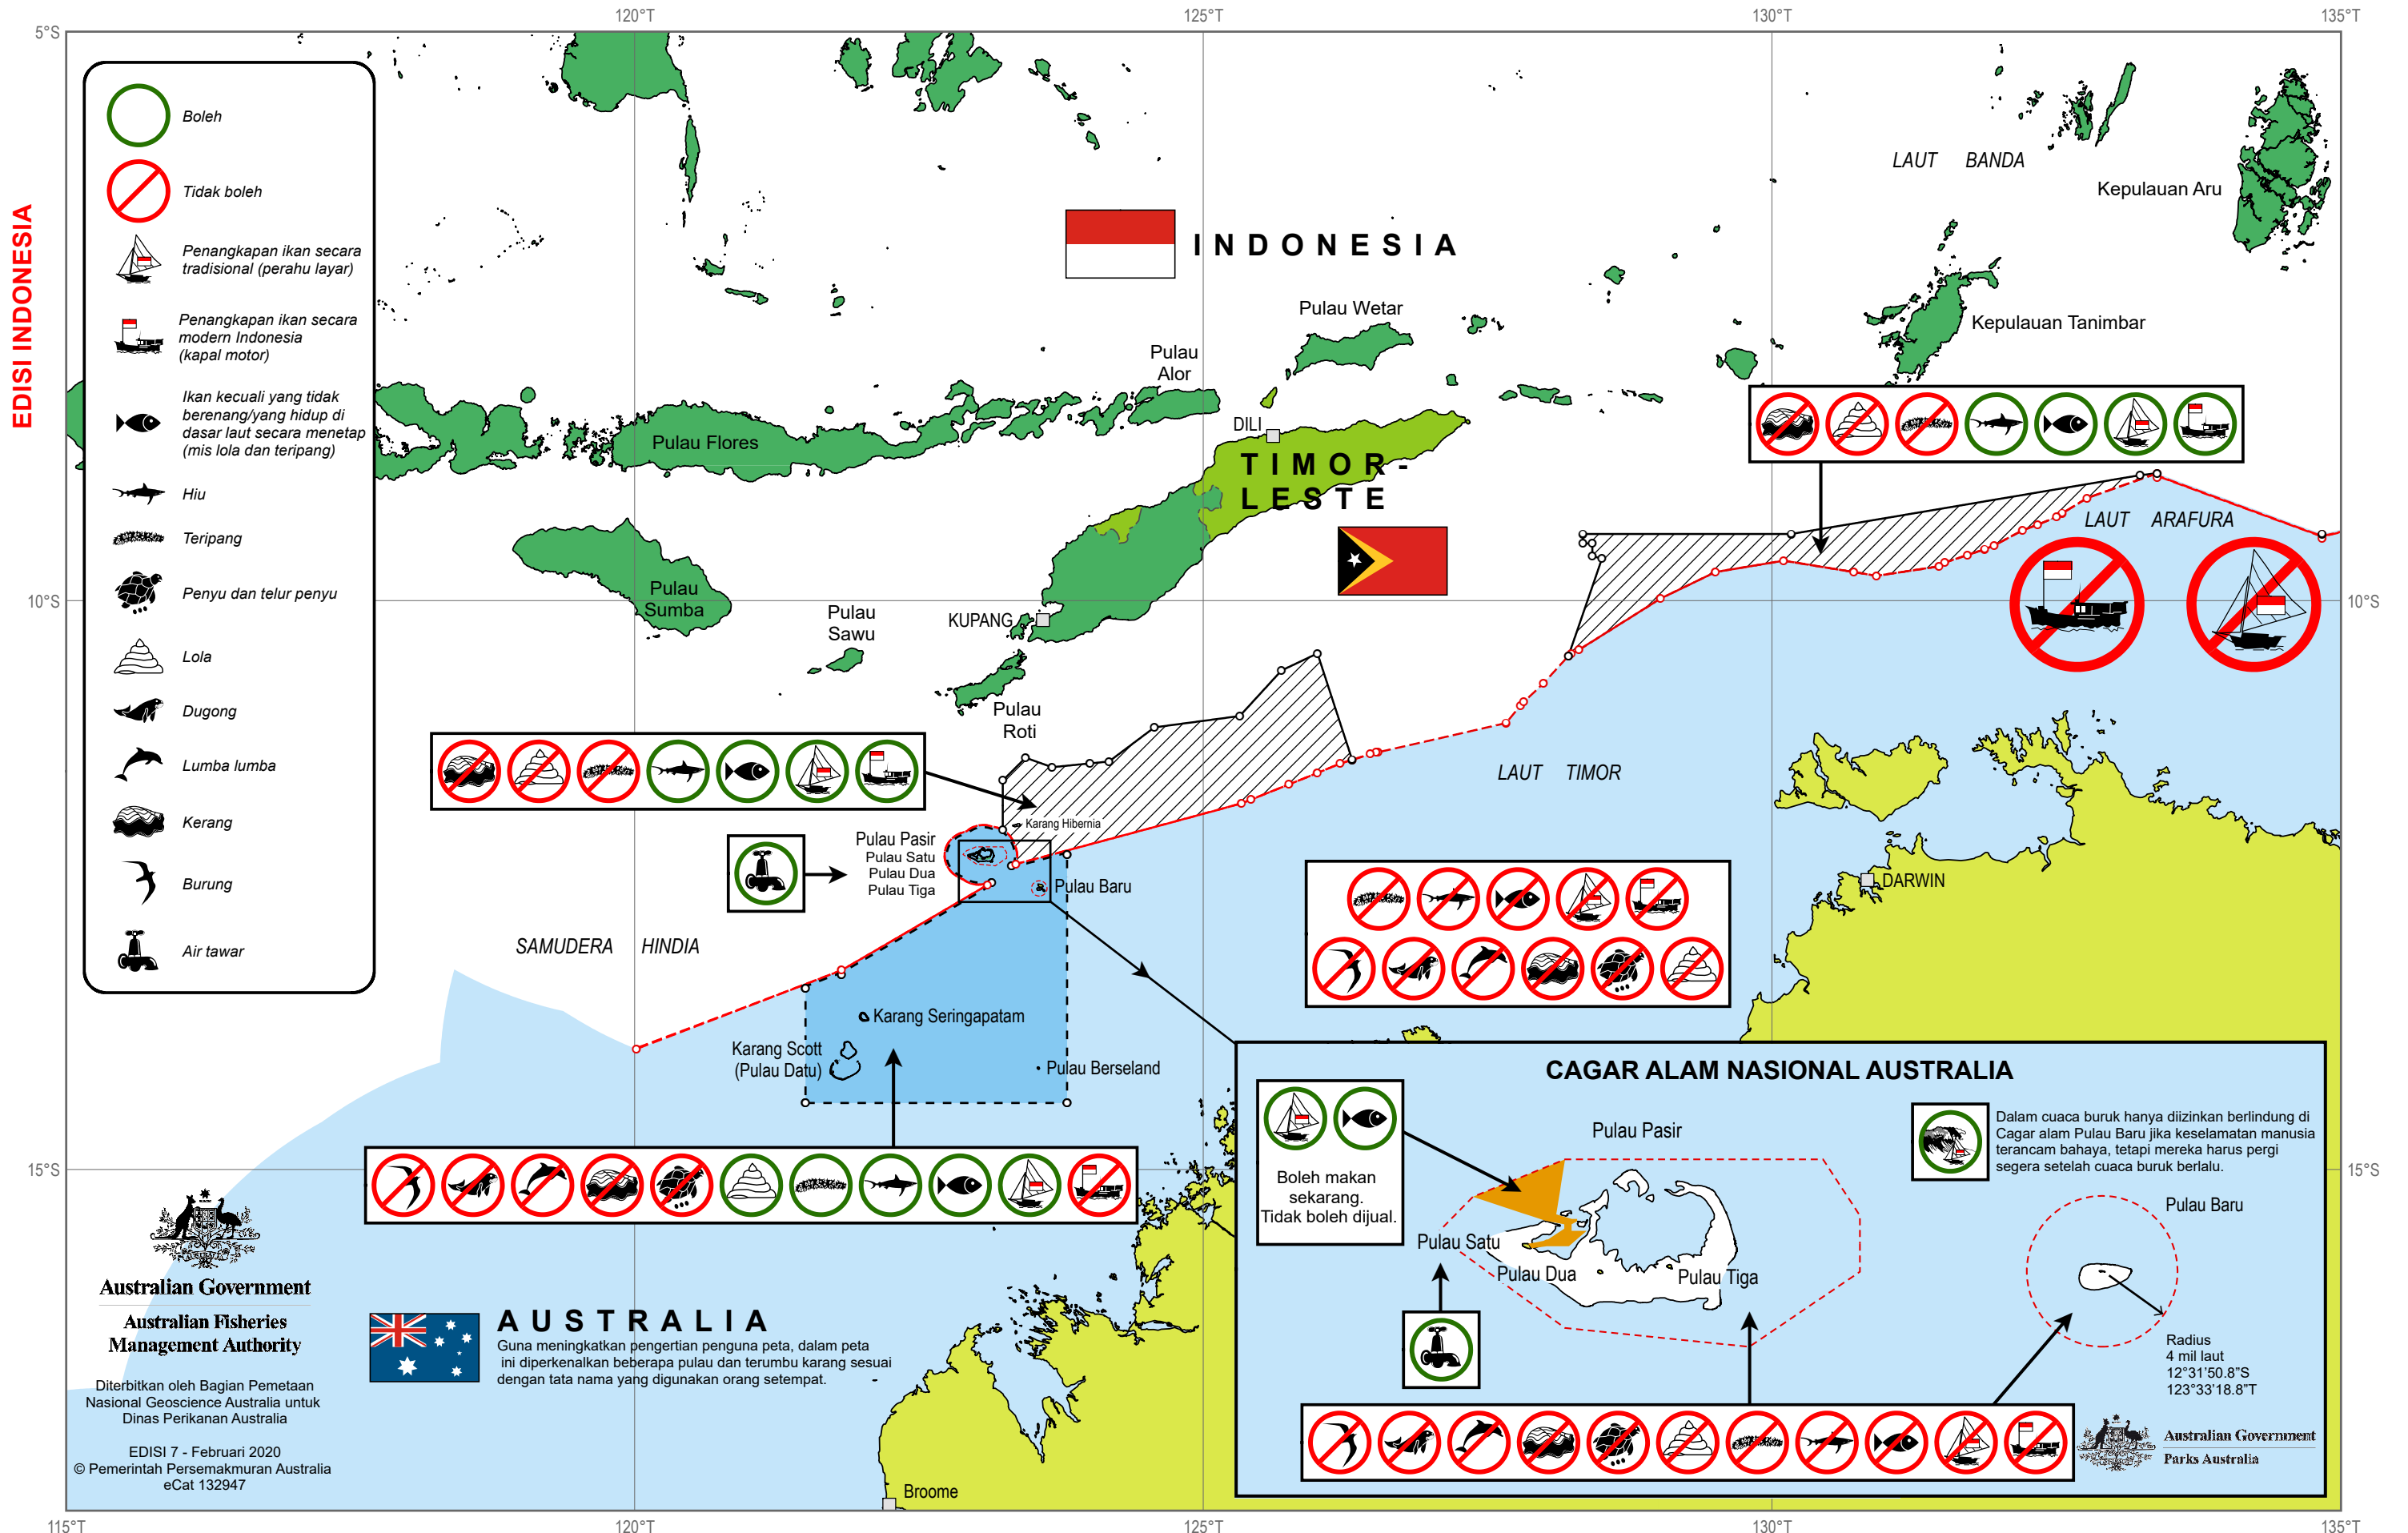 120°T
125°T
130°T
135°T
5°S
EDISI INDONESIA
Boleh
Tidak boleh
Penangkapan ikan secara
tradisional (perahu layar)
Penangkapan ikan secara
modern Indonesia
(kapal motor)
Ikan kecuali yang tidak
berenang/yang hidup di
dasar laut secara menetap
(mis lola dan teripang)
Hiu
Teripang
Penyu dan telur penyu
Lola
Dugong
Lumba lumba
Kerang
Burung
Air tawar
LAUT BANDA
Kepulauan Aru
INDONESIA
Pulau Wetar
Kepulauan Tanimbar
Pulau
Alor
DILI
Pulau Flores
TIMOR-
LESTE
LAUT ARAFURA
Pulau
Sumba
10°S
10°S
Pulau
Sawu
KUPANG
Pulau
Roti
LAUT TIMOR
Karang Hibernia
Pulau Pasir
Pulau Satu
Pulau Dua
Pulau Tiga
Pulau Baru
DARWIN
SAMUDERA HINDIA
Karang Seringapatam
Karang Scott
(Pulau Datu)
Pulau Berseland
CAGAR ALAM NASIONAL AUSTRALIA
Pulau Pasir
Dalam cuaca buruk hanya diizinkan berlindung di
Cagar alam Pulau Baru jika keselamatan manusia
terancam bahaya, tetapi mereka harus pergi
segera setelah cuaca buruk berlalu.
Boleh makan
sekarang.
Tidak boleh dijual.
Pulau Baru
Pulau Satu
Pulau Dua
Pulau Tiga
Radius
4 mil laut
12°31'50.8"S
123°33'18.8"T
Australian Government
Parks Australia
15°S
15°S
Australian Government
Australian Fisheries
Management Authority
Diterbitkan oleh Bagian Pemetaan
Nasional Geoscience Australia untuk
Dinas Perikanan Australia
EDISI 7 - Februari 2020
© Pemerintah Persemakmuran Australia
eCat 132947
AUSTRALIA
Guna meningkatkan pengertian penguna peta, dalam peta
ini diperkenalkan beberapa pulau dan terumbu karang sesuai
dengan tata nama yang digunakan orang setempat.
Broome
115°T
120°T
125°T
130°T
135°T